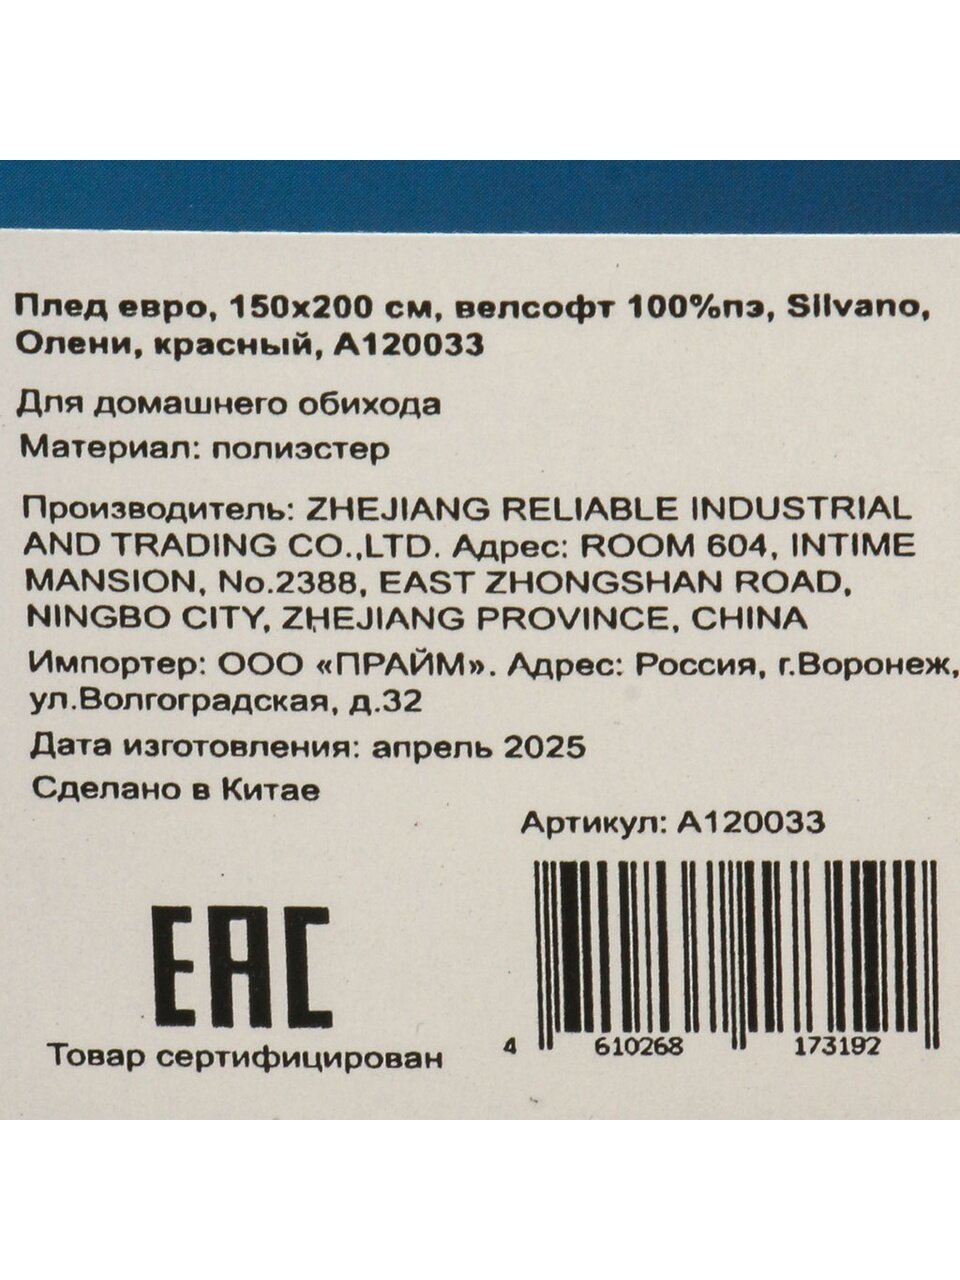 Плед евро, 150х200 см, велсофт 100%пэ, Silvano,
Олени, красный, А120033
Для домашнего обихода
Материал: полиэстер
Производитель: ZHEJIANG RELIABLE INDUSTRIAL
AND TRADING CO.,LTD. Адрес: ROOM 604, INTIME
MANSION, No.2388, EAST ZHONGSHAN ROAD,
NINGBO CITY, ZHEJIANG PROVINCE, CHINA
Импортер: ООО «ПРАЙМ». Адрес: Россия, г.Воронеж,
ул.Волгоградская, д.32
Дата изготовления: апрель 2025
Сделано в Китае
Артикул: А120033
EAC
Товар сертифицирован
4 610268 173192